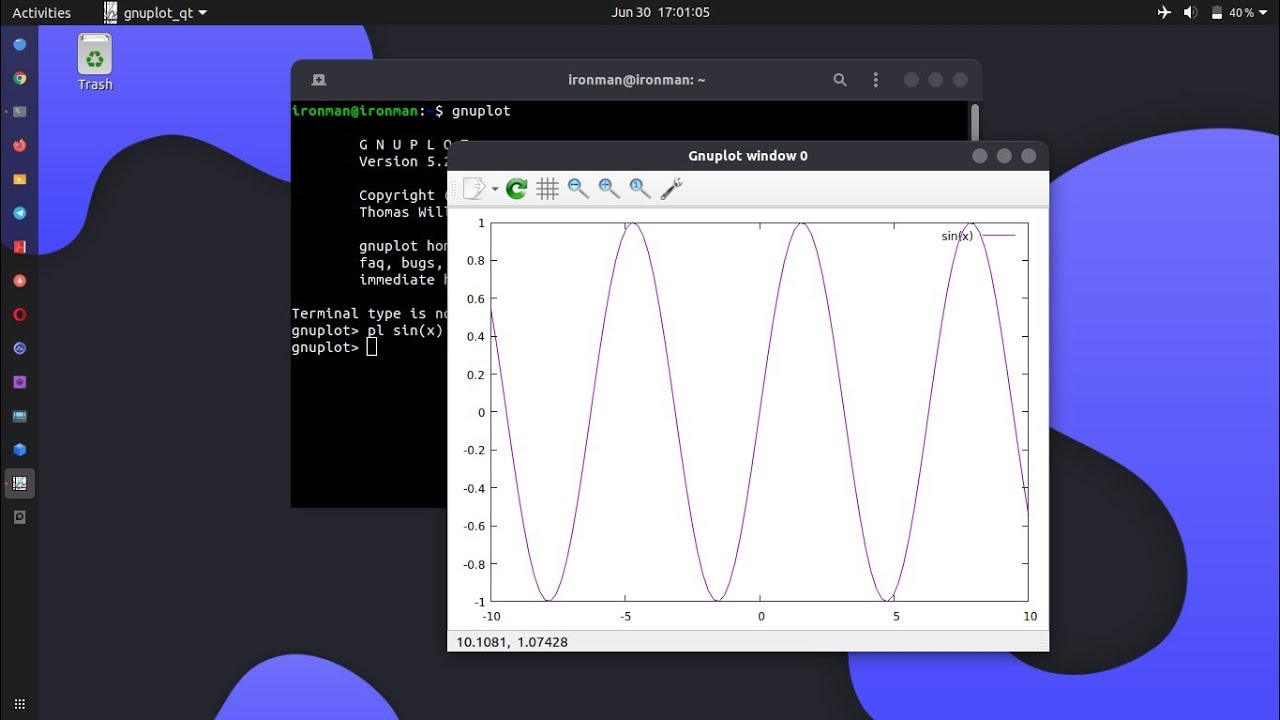 Activities
gnuplot_qt
Jun 30 17:01:05
40 %
Trash
ironman@ironman: ~
ironman@ironman:~$ gnuplot
G N U P L O T
Version 5.2
Copyright
Thomas Will
gnuplot hom
faq, bugs,
immediate h
Terminal type is no
gnuplot> pl sin(x)
gnuplot>
Gnuplot window 0
1
sin(x)
1
0.8
0.6
0.4
0.2
0
-0.2
-0.4
-0.6
-0.8
-1
-10
-5
0
5
10
10.1081, 1.07428